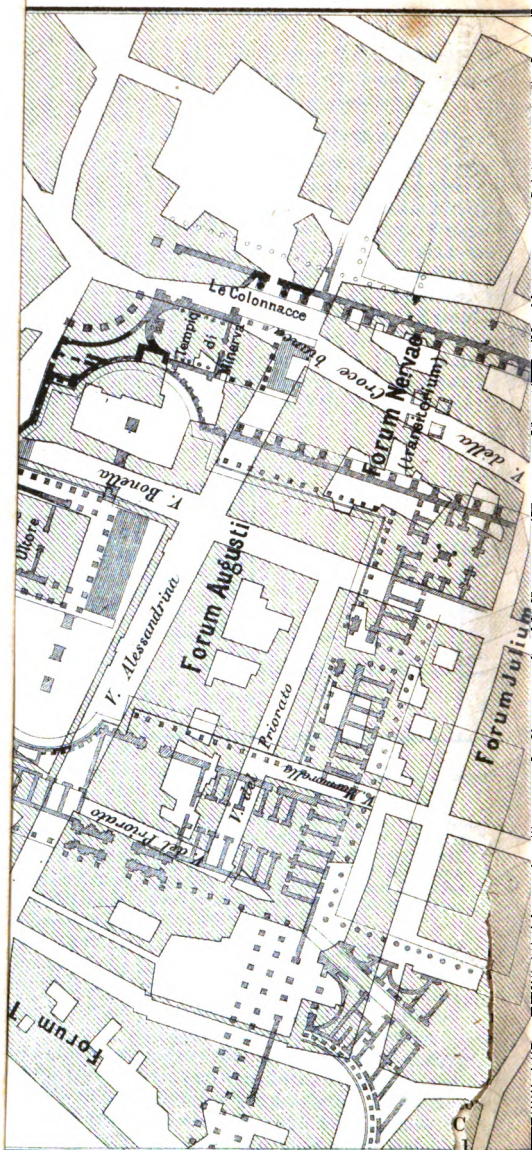 Le Colonnacce
Tempio
di
Minerva
Croce bianca
V. della
Forum Nervae
(transitorium)
V. Bonella
Ultore
Forum Augusti
V. Alessandrina
Forum Julium
V. del
Priorato
V. Marmorella
V. del Priorato
Forum T
C